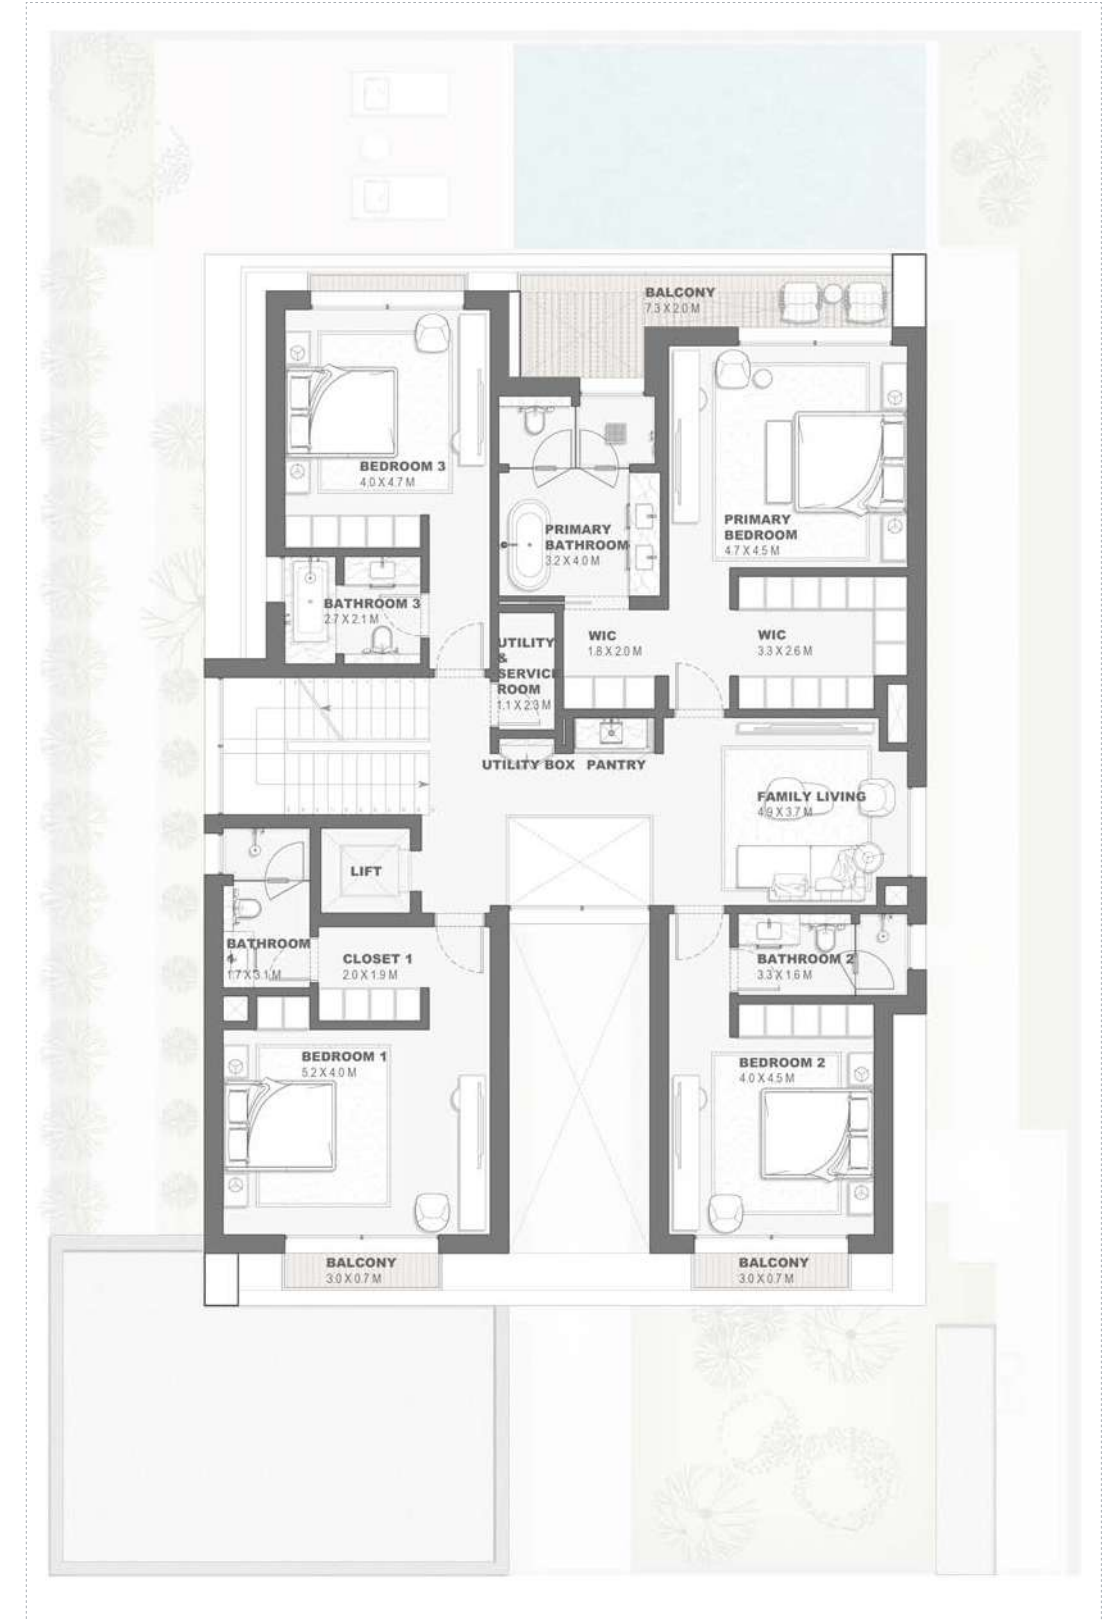 BALCONY
7.3 X 2.0 M
BEDROOM 3
4.0 X 4.7 M
PRIMARY
BEDROOM
4.7 X 4.5 M
PRIMARY
BATHROOM
3.2 X 4.0 M
BATHROOM 3
2.7 X 2.1 M
UTILITY
&
SERVICE
ROOM
1.1 X 2.9 M
WIC
1.8 X 2.0 M
WIC
3.3 X 2.6 M
UTILITY BOX
PANTRY
FAMILY LIVING
4.9 X 3.7 M
LIFT
BATHROOM
1
1.7 X 3.1 M
CLOSET 1
2.0 X 1.9 M
BATHROOM 2
3.3 X 1.6 M
BEDROOM 1
5.2 X 4.0 M
BEDROOM 2
4.0 X 4.5 M
BALCONY
3.0 X 0.7 M
BALCONY
3.0 X 0.7 M